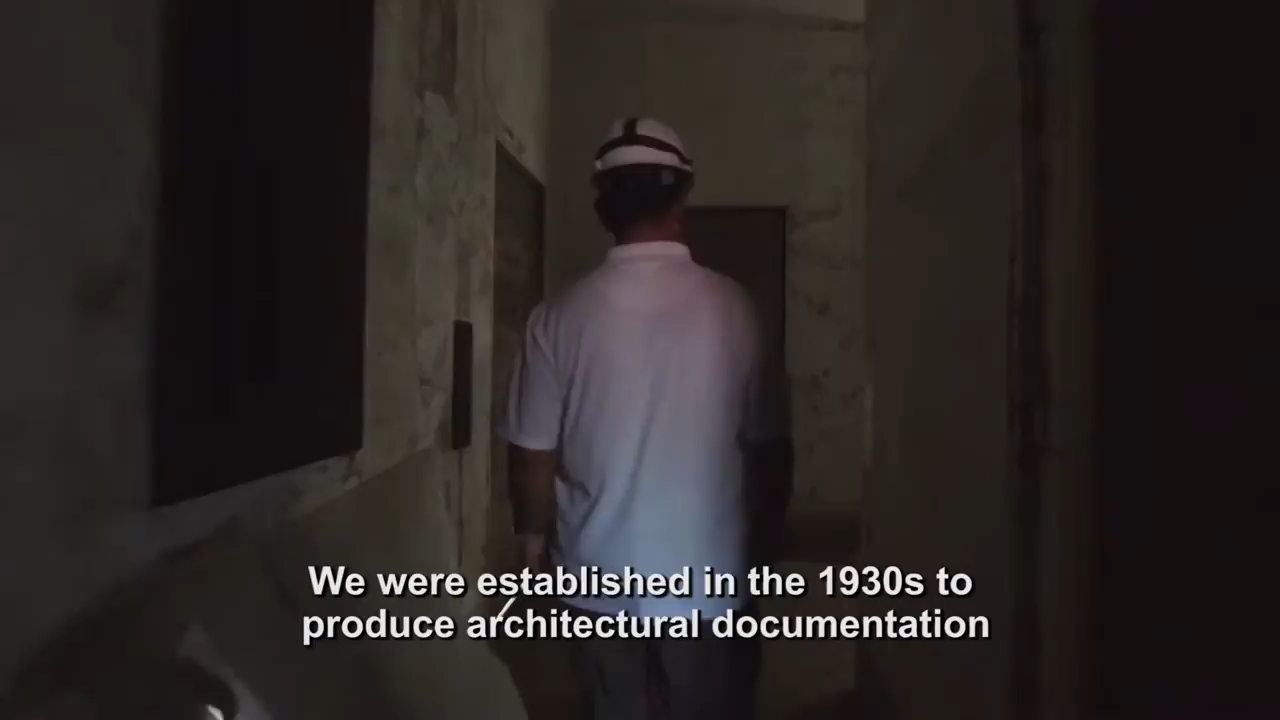 We were established in the 1930s to
produce architectural documentation